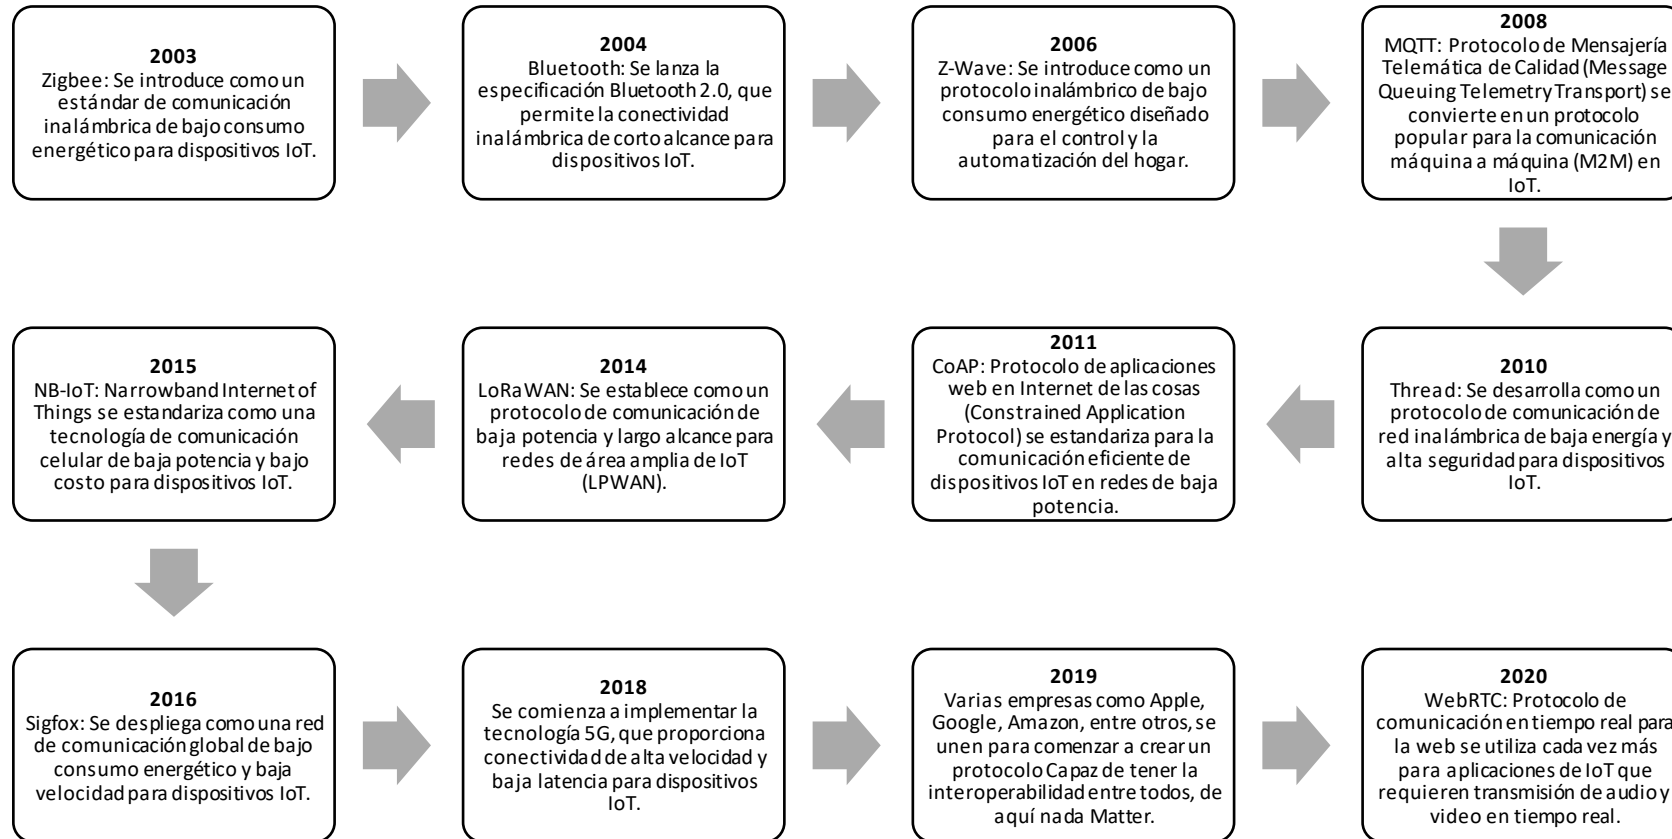 2003
Zigbee: Se introduce como un
estándar de comunicación
inalámbrica de bajo consumo
energético para dispositivos IoT.
2004
Bluetooth: Se lanza la
especificación Bluetooth 2.0, que
permite la conectividad
inalámbrica de corto alcance para
dispositivos IoT.
2006
Z-Wave: Se introduce como un
protocolo inalámbrico de bajo
consumo energético diseñado
para el control y la
automatización del hogar.
2008
MQTT: Protocolo de Mensajería
Telemática de Calidad (Message
Queuing Telemetry Transport) se
convierte en un protocolo
popular para la comunicación
máquina a máquina (M2M) en
IoT.
2010
Thread: Se desarrolla como un
protocolo de comunicación de
red inalámbrica de baja energía y
alta seguridad para dispositivos
IoT.
2011
CoAP: Protocolo de aplicaciones
web en Internet de las cosas
(Constrained Application
Protocol) se estandariza para la
comunicación eficiente de
dispositivos IoT en redes de baja
potencia.
2014
LoRaWAN: Se establece como un
protocolo de comunicación de
baja potencia y largo alcance para
redes de área amplia de IoT
(LPWAN).
2015
NB-IoT: Narrowband Internet of
Things se estandariza como una
tecnología de comunicación
celular de baja potencia y bajo
costo para dispositivos IoT.
2016
Sigfox: Se despliega como una red
de comunicación global de bajo
consumo energético y baja
velocidad para dispositivos IoT.
2018
Se comienza a implementar la
tecnología 5G, que proporciona
conectividad de alta velocidad y
baja latencia para dispositivos
IoT.
2019
Varias empresas como Apple,
Google, Amazon, entre otros, se
unen para comenzar a crear un
protocolo Capaz de tener la
interoperabilidad entre todos, de
aquí nada Matter.
2020
WebRTC: Protocolo de
comunicación en tiempo real para
la web se utiliza cada vez más
para aplicaciones de IoT que
requieren transmisión de audio y
video en tiempo real.